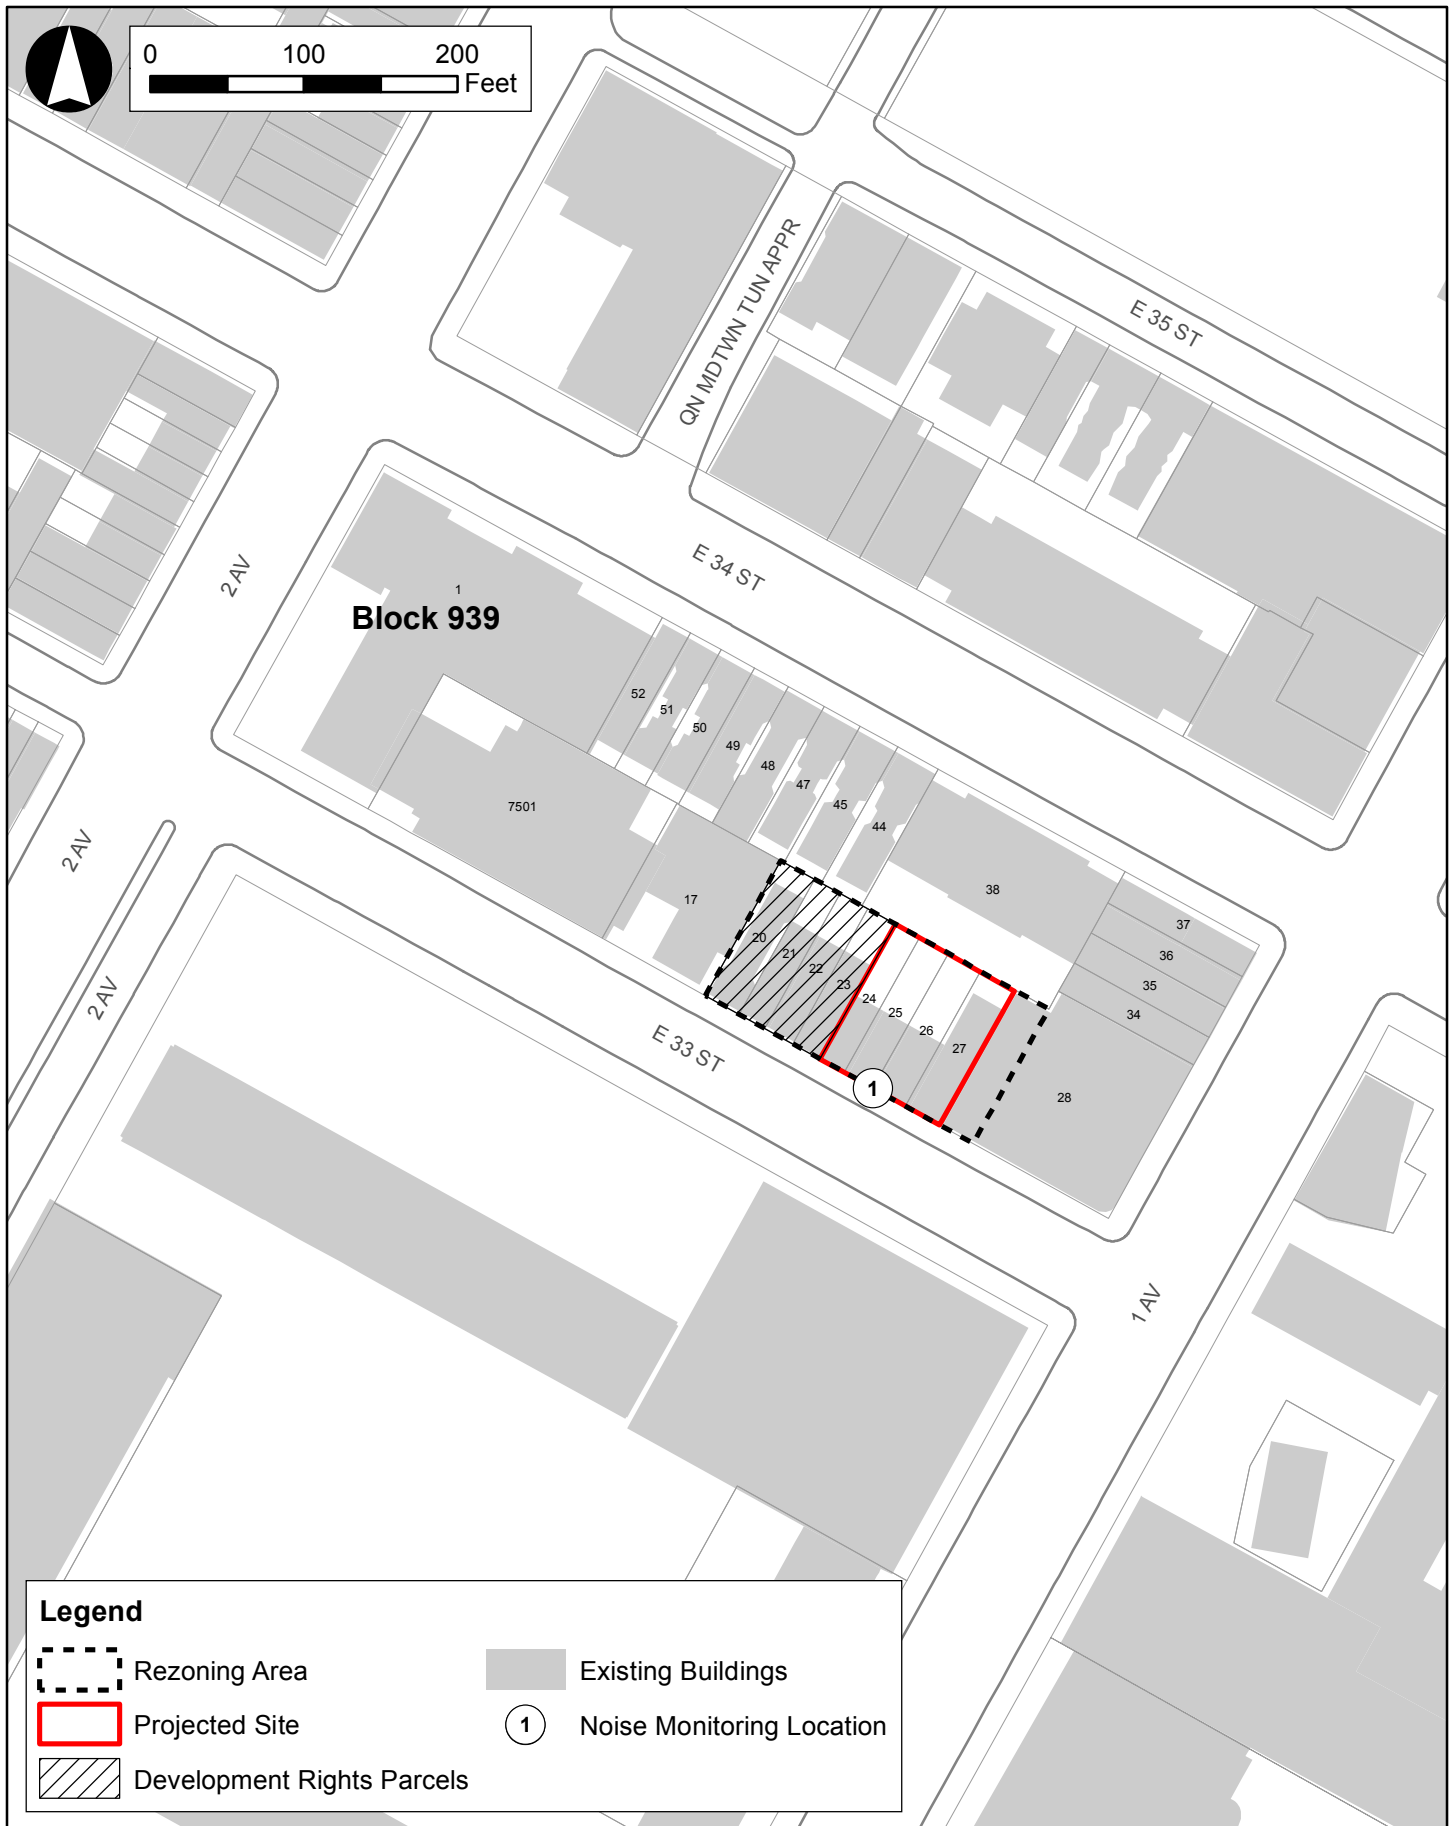 0 100 200
Feet
QN MDTWN TUN APPR
E 35 ST
2 AV
E 34 ST
1
Block 939
52
51
50
49
48
47
45
44
7501
38
17
37
36
35
34
20
21
22
23
24
25
26
27
28
2 AV
2 AV
E 33 ST
1
1 AV
Legend
Rezoning Area
Existing Buildings
Projected Site
1 Noise Monitoring Location
Development Rights Parcels